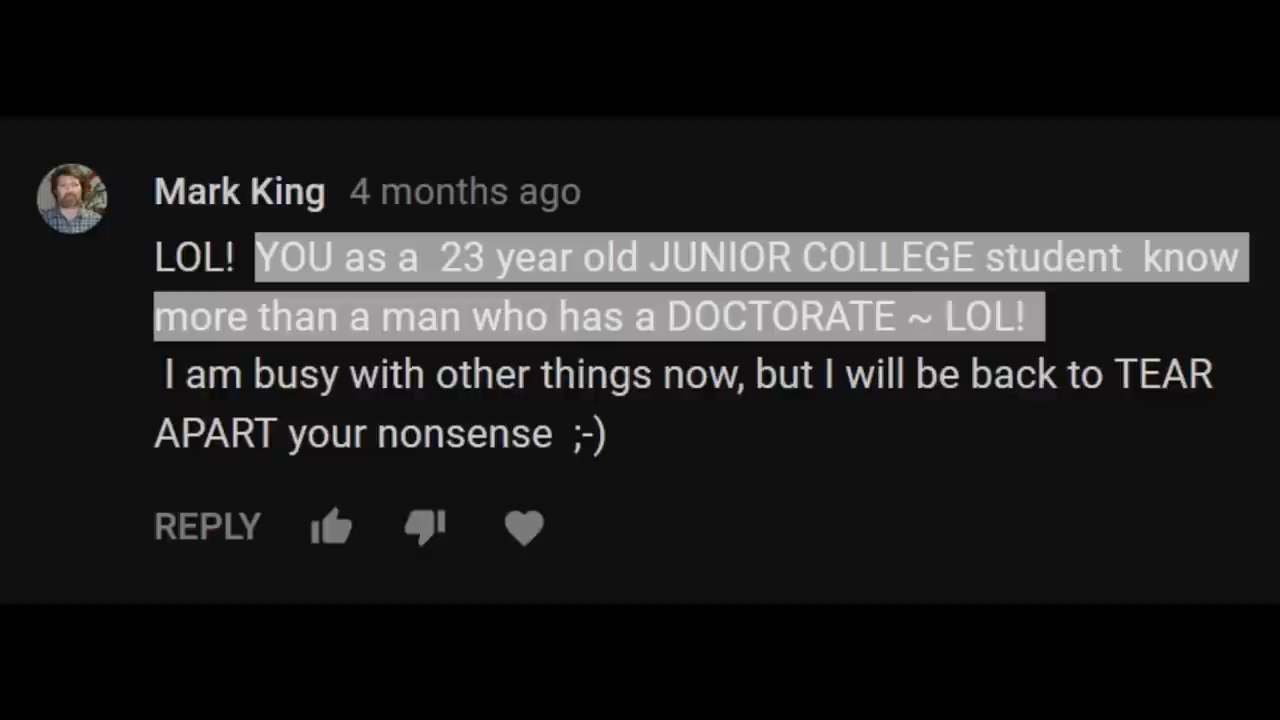 Mark King 4 months ago
LOL!  YOU as a  23 year old JUNIOR COLLEGE student  know
more than a man who has a DOCTORATE ~ LOL!
I am busy with other things now, but I will be back to TEAR
APART your nonsense  ;-)
REPLY